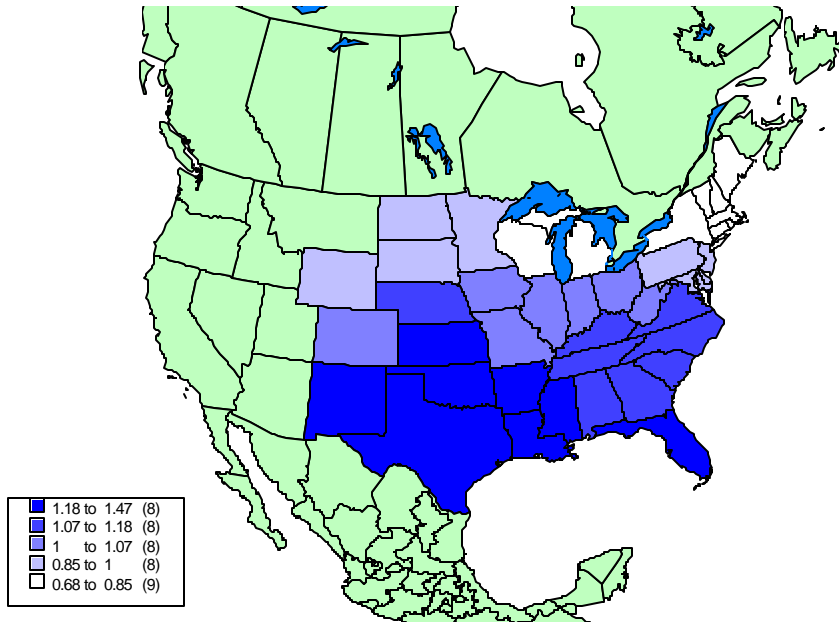 1.18 to 1.47 (8)
1.07 to 1.18 (8)
1 to 1.07 (8)
0.85 to 1 (8)
0.68 to 0.85 (9)